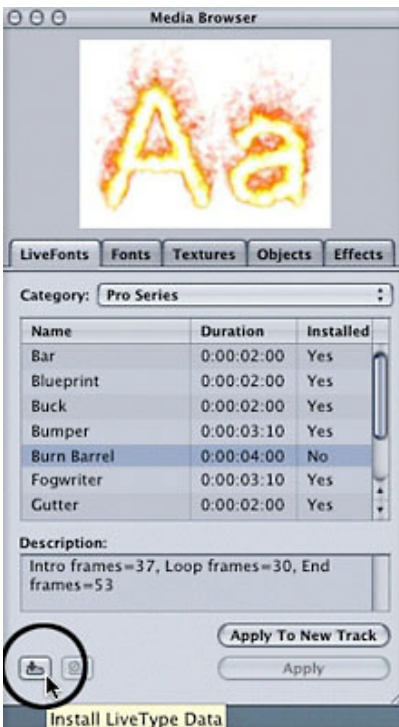 Media Browser
Aa
LiveFonts Fonts Textures Objects Effects
Category: Pro Series
Name Duration Installed
Bar 0:00:02:00 Yes
Blueprint 0:00:02:00 Yes
Buck 0:00:02:00 Yes
Bumper 0:00:03:10 Yes
Burn Barrel 0:00:04:00 No
Fogwriter 0:00:03:10 Yes
Gutter 0:00:02:00 Yes
Description:
Intro frames=37, Loop frames=30, End
frames=53
Apply To New Track
Apply
Install LiveType Data